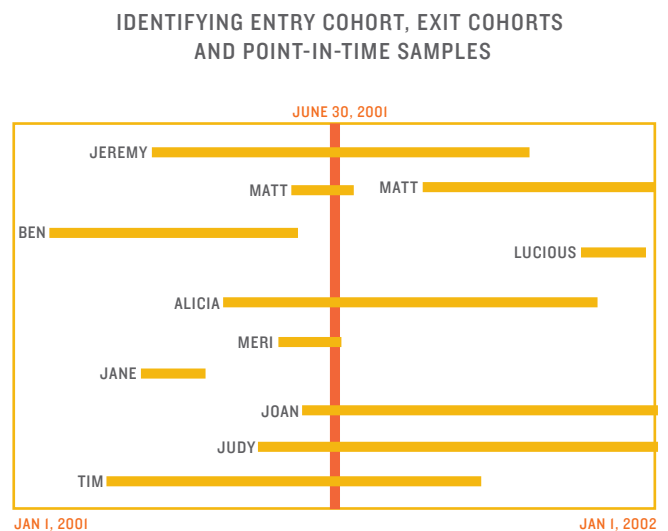 IDENTIFYING ENTRY COHORT, EXIT COHORTS
AND POINT-IN-TIME SAMPLES
JUNE 30, 2001
JEREMY
MATT
MATT
BEN
LUCIOUS
ALICIA
MERI
JANE
JOAN
JUDY
TIM
JAN 1, 2001
JAN 1, 2002